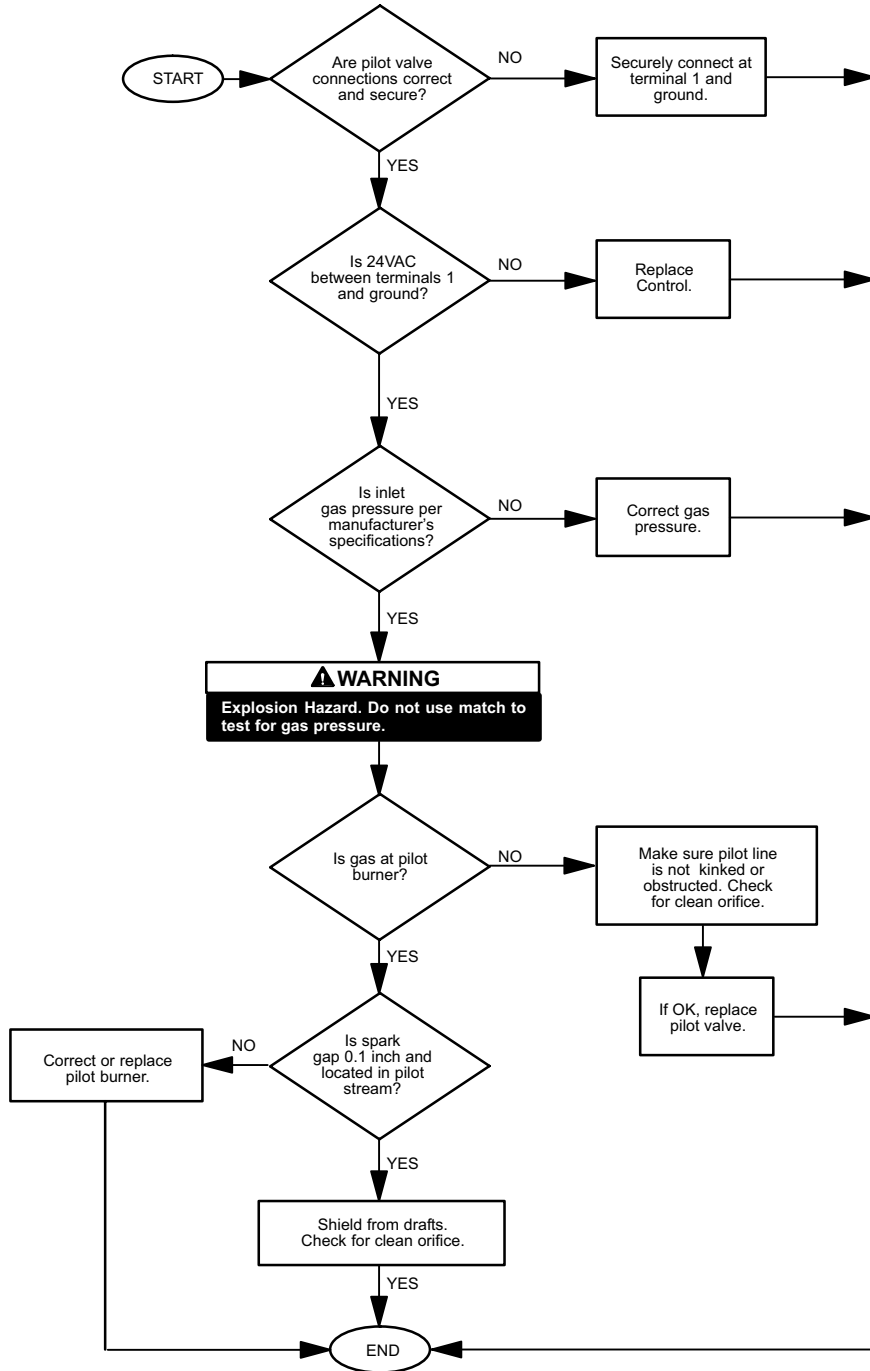 START
Are pilot valve
connections correct
and secure?
NO
Securely connect at
terminal 1 and
ground.
YES
Is 24VAC
between terminals 1
and ground?
NO
Replace
Control.
YES
Is inlet
gas pressure per
manufacturer's
specifications?
NO
Correct gas
pressure.
YES
WARNING
Explosion Hazard. Do not use match to
test for gas pressure.
Is gas at pilot
burner?
NO
Make sure pilot line
is not kinked or
obstructed. Check
for clean orifice.
YES
If OK, replace
pilot valve.
Is spark
gap 0.1 inch and
located in pilot
stream?
NO
Correct or replace
pilot burner.
YES
Shield from drafts.
Check for clean orifice.
YES
END